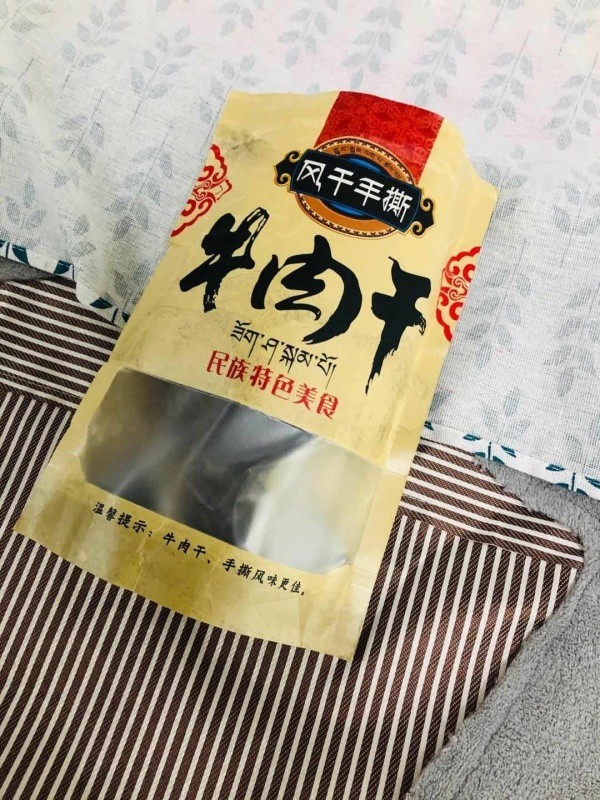 风干手撕
牛肉干
民族特色美食
温馨提示：牛肉干、手撕风味更佳。